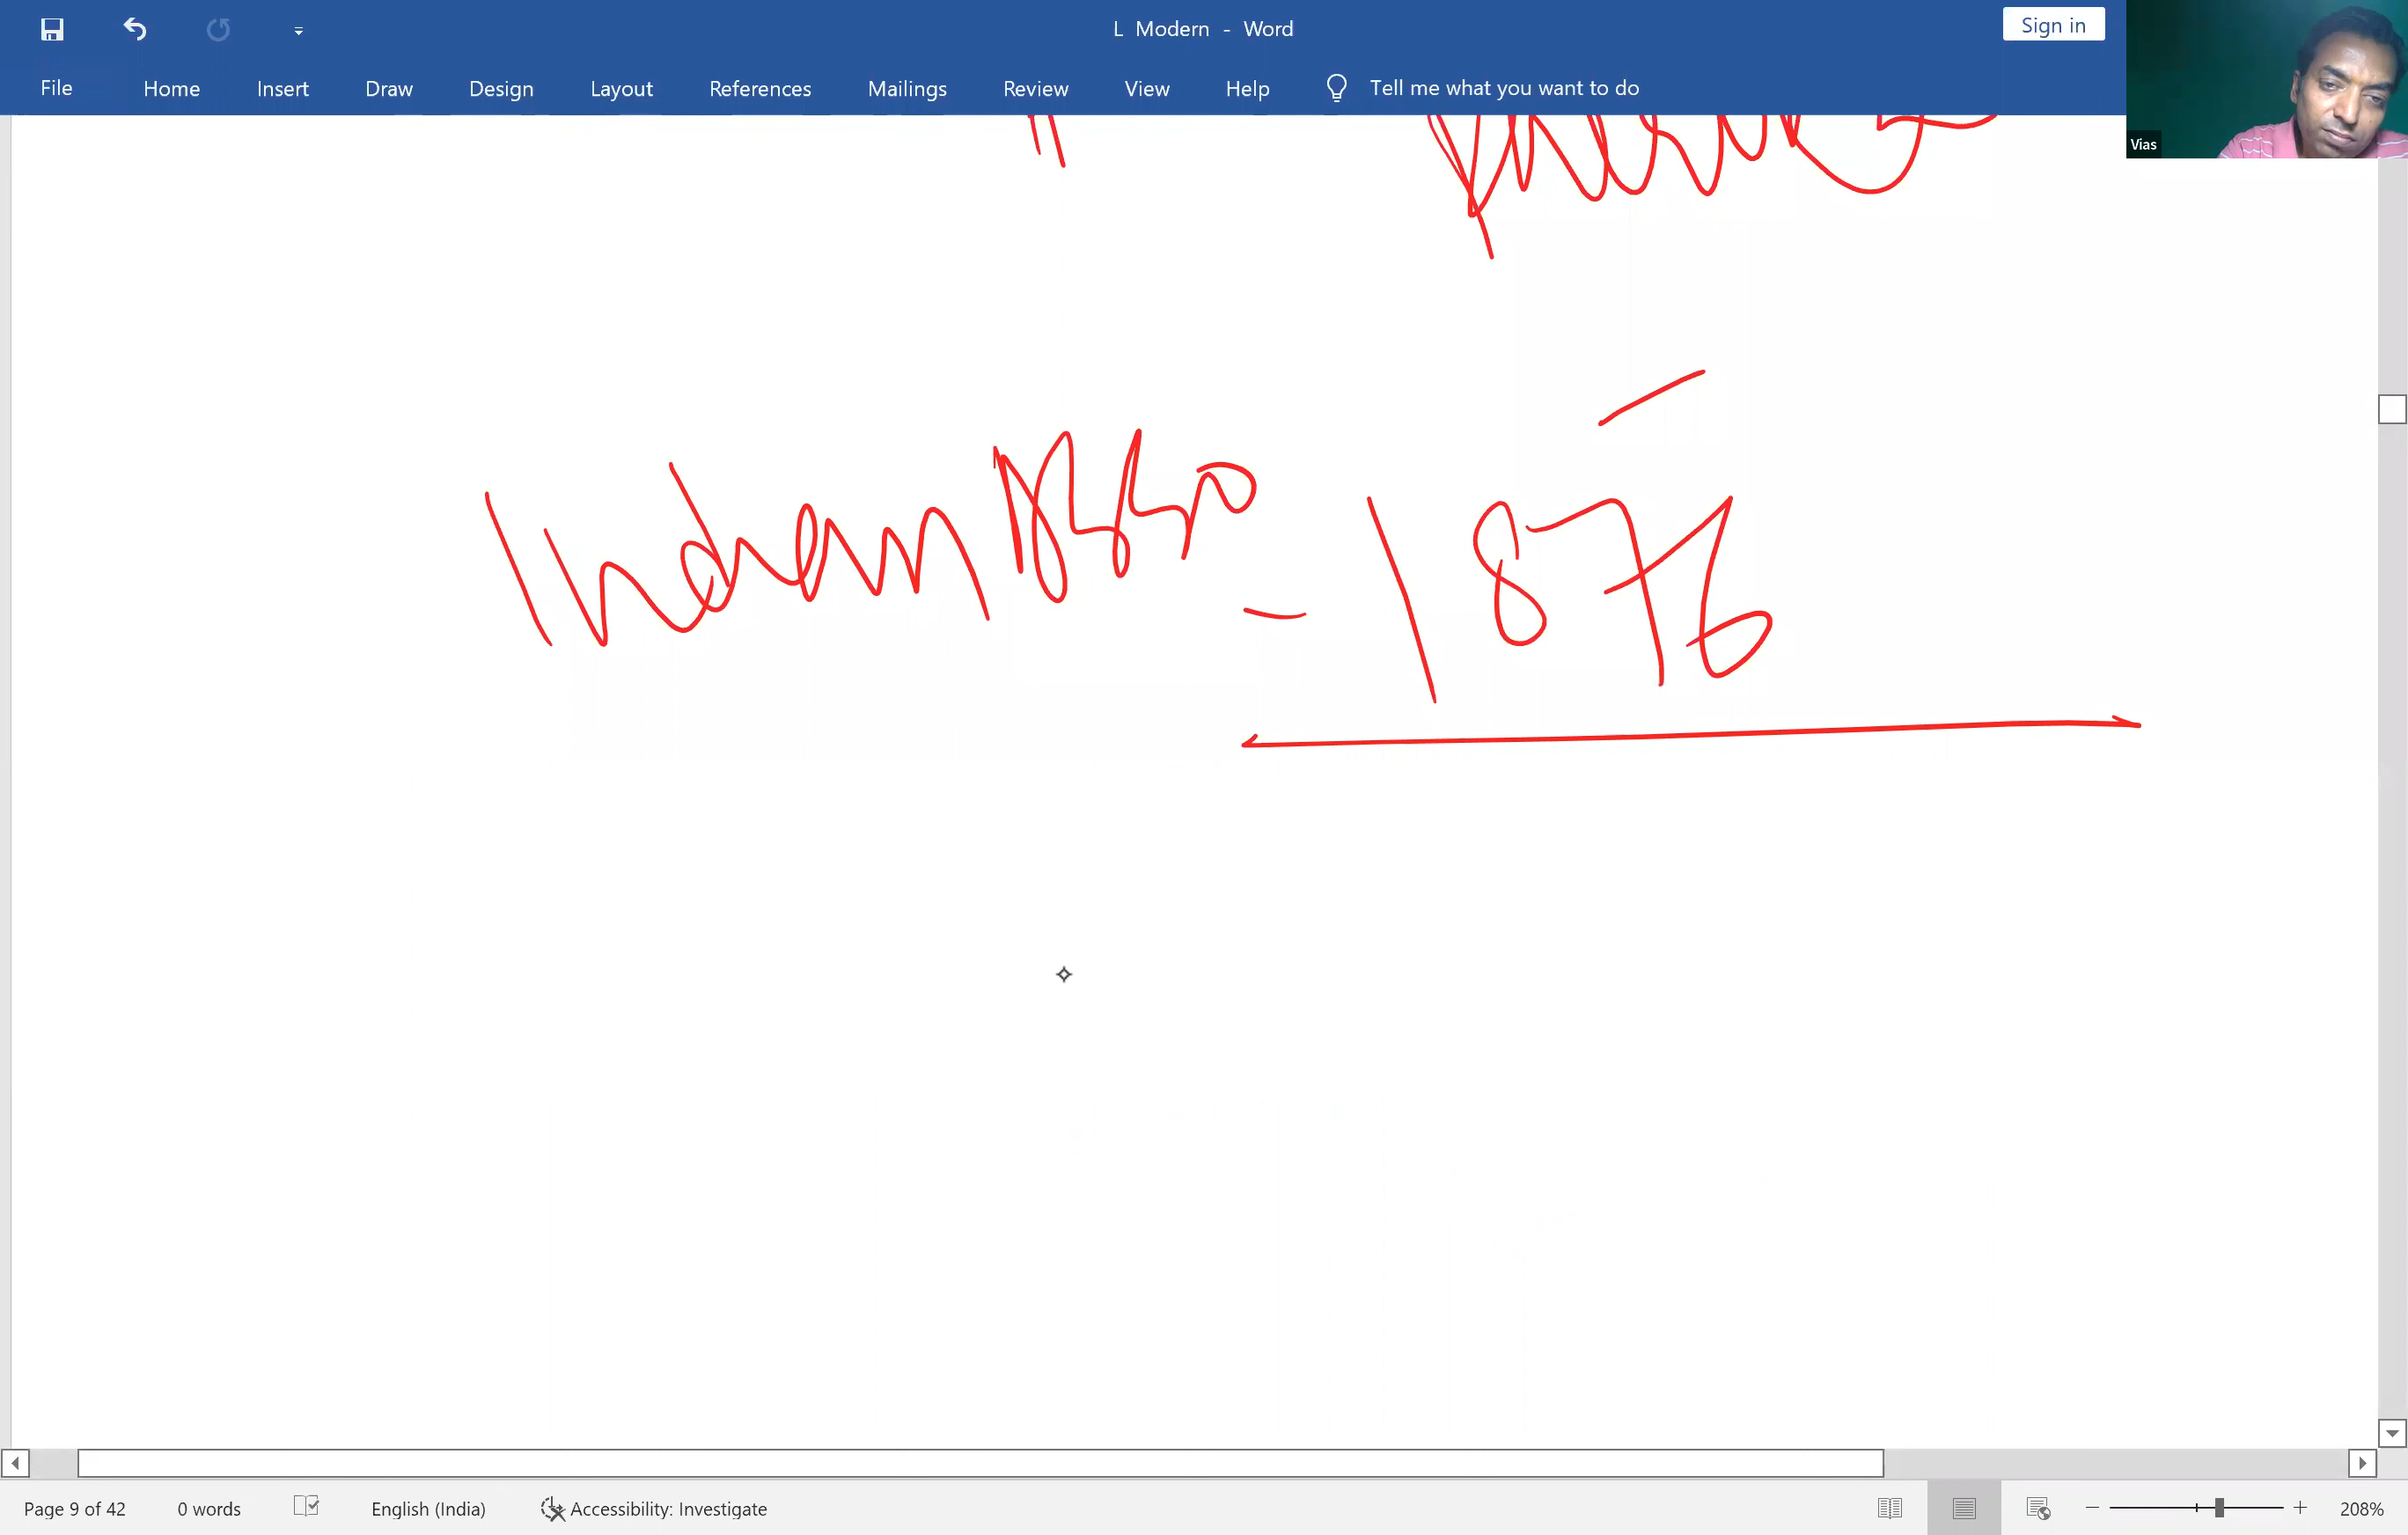 L Modern - Word
Sign in
File Home Insert Draw Design Layout References Mailings Review View Help Tell me what you want to do
Vias
Indian Asso - 1876
Page 9 of 42 0 words English (India) Accessibility: Investigate 208%